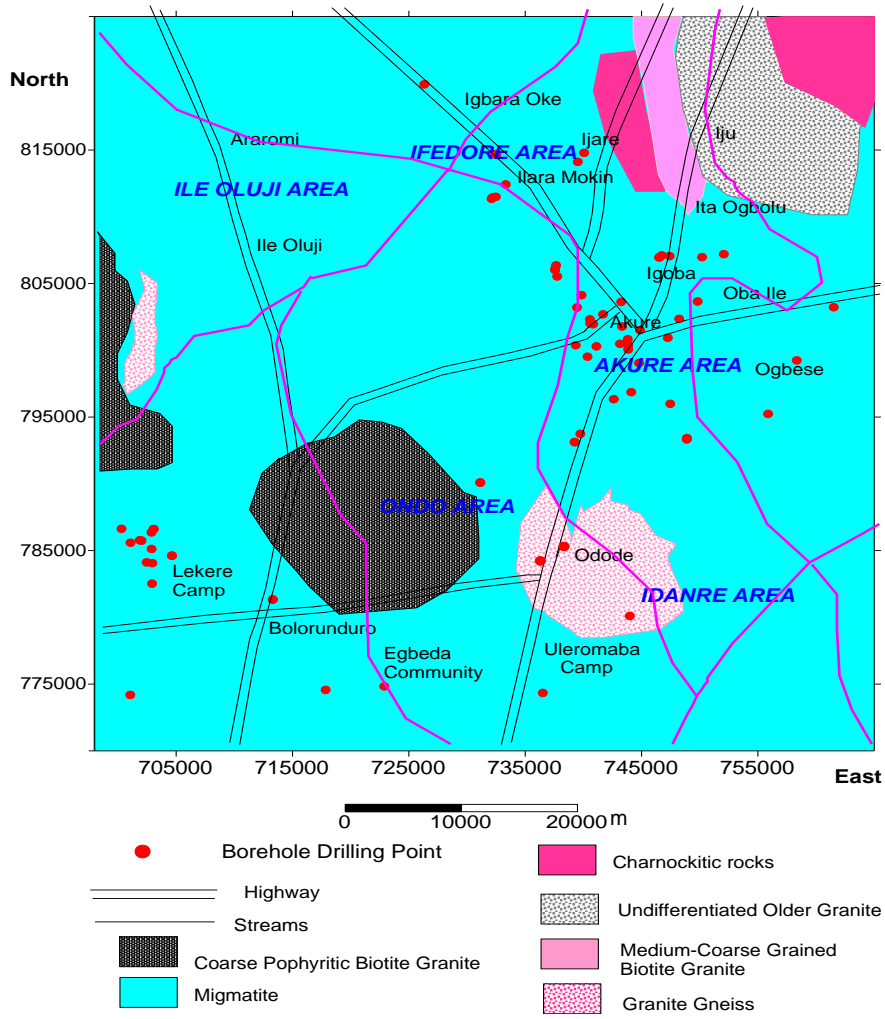 North
815000
805000
795000
785000
775000
Igbara Oke
Araromi
IFEDORE AREA
Ijare
Iju
ILE OLUJI AREA
Ilara Mokin
Ita Ogbolu
Ile Oluji
Igoba
Oba Ile
Akure
AKURE AREA
Ogbese
ONDO AREA
Odode
Lekere
Camp
IDANRE AREA
Bolorunduro
Egbeda
Community
Uleromaba
Camp
705000
715000
725000
735000
745000
755000
East
0
10000
20000
m
Borehole Drilling Point
Highway
Streams
Coarse Pophyritic Biotite Granite
Migmatite
Charnockitic rocks
Undifferentiated Older Granite
Medium-Coarse Grained
Biotite Granite
Granite Gneiss